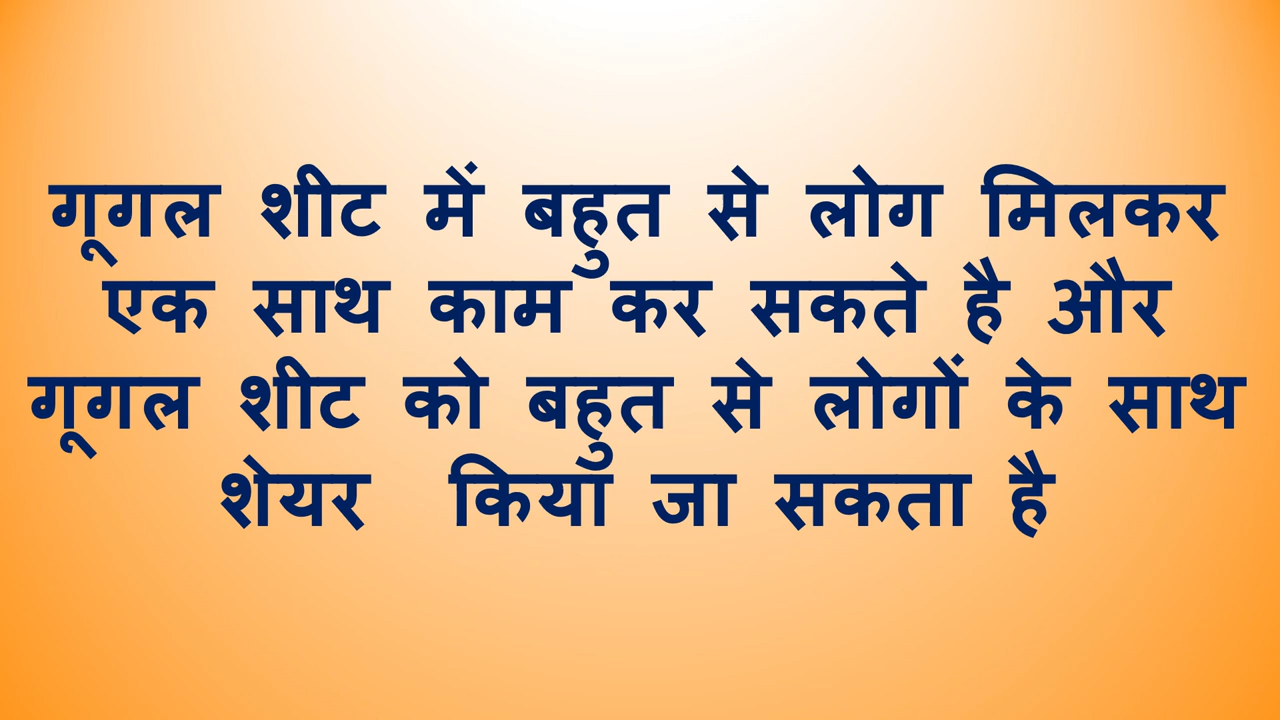 गूगल शीट में बहुत से लोग मिलकर
एक साथ काम कर सकते है और
गूगल शीट को बहुत से लोगों के साथ
शेयर किया जा सकता है